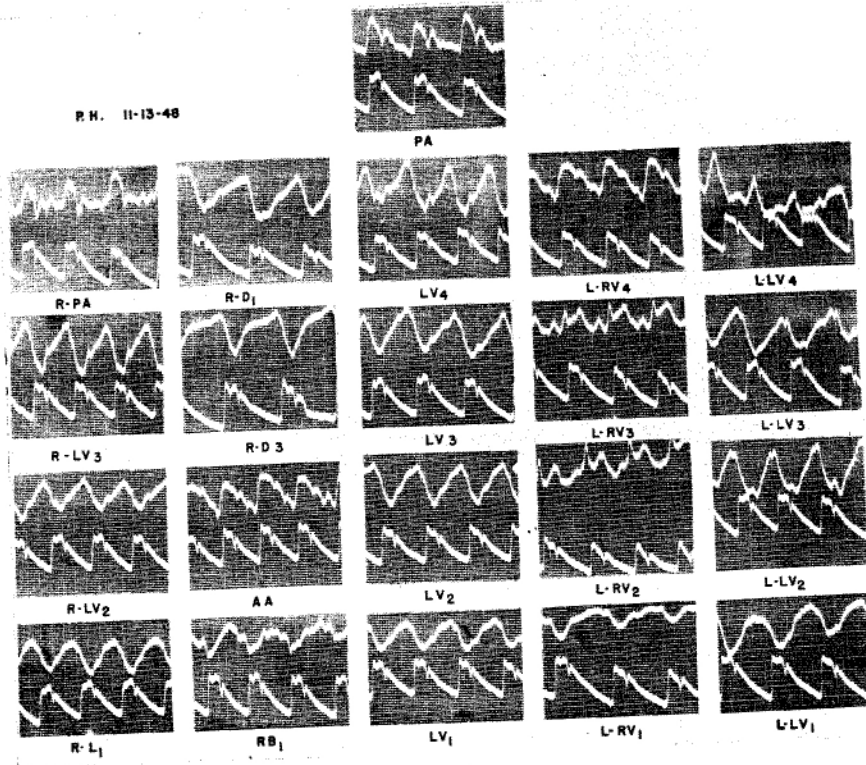 P.H. 11-13-48
PA
R-PA R-D1 LV4 L-RV4 L-LV4
R-LV3 R-D3 LV3 L-RV3 L-LV3
R-LV2 AA LV2 L-RV2 L-LV2
R-L1 RB1 LV1 L-RV1 L-LV1